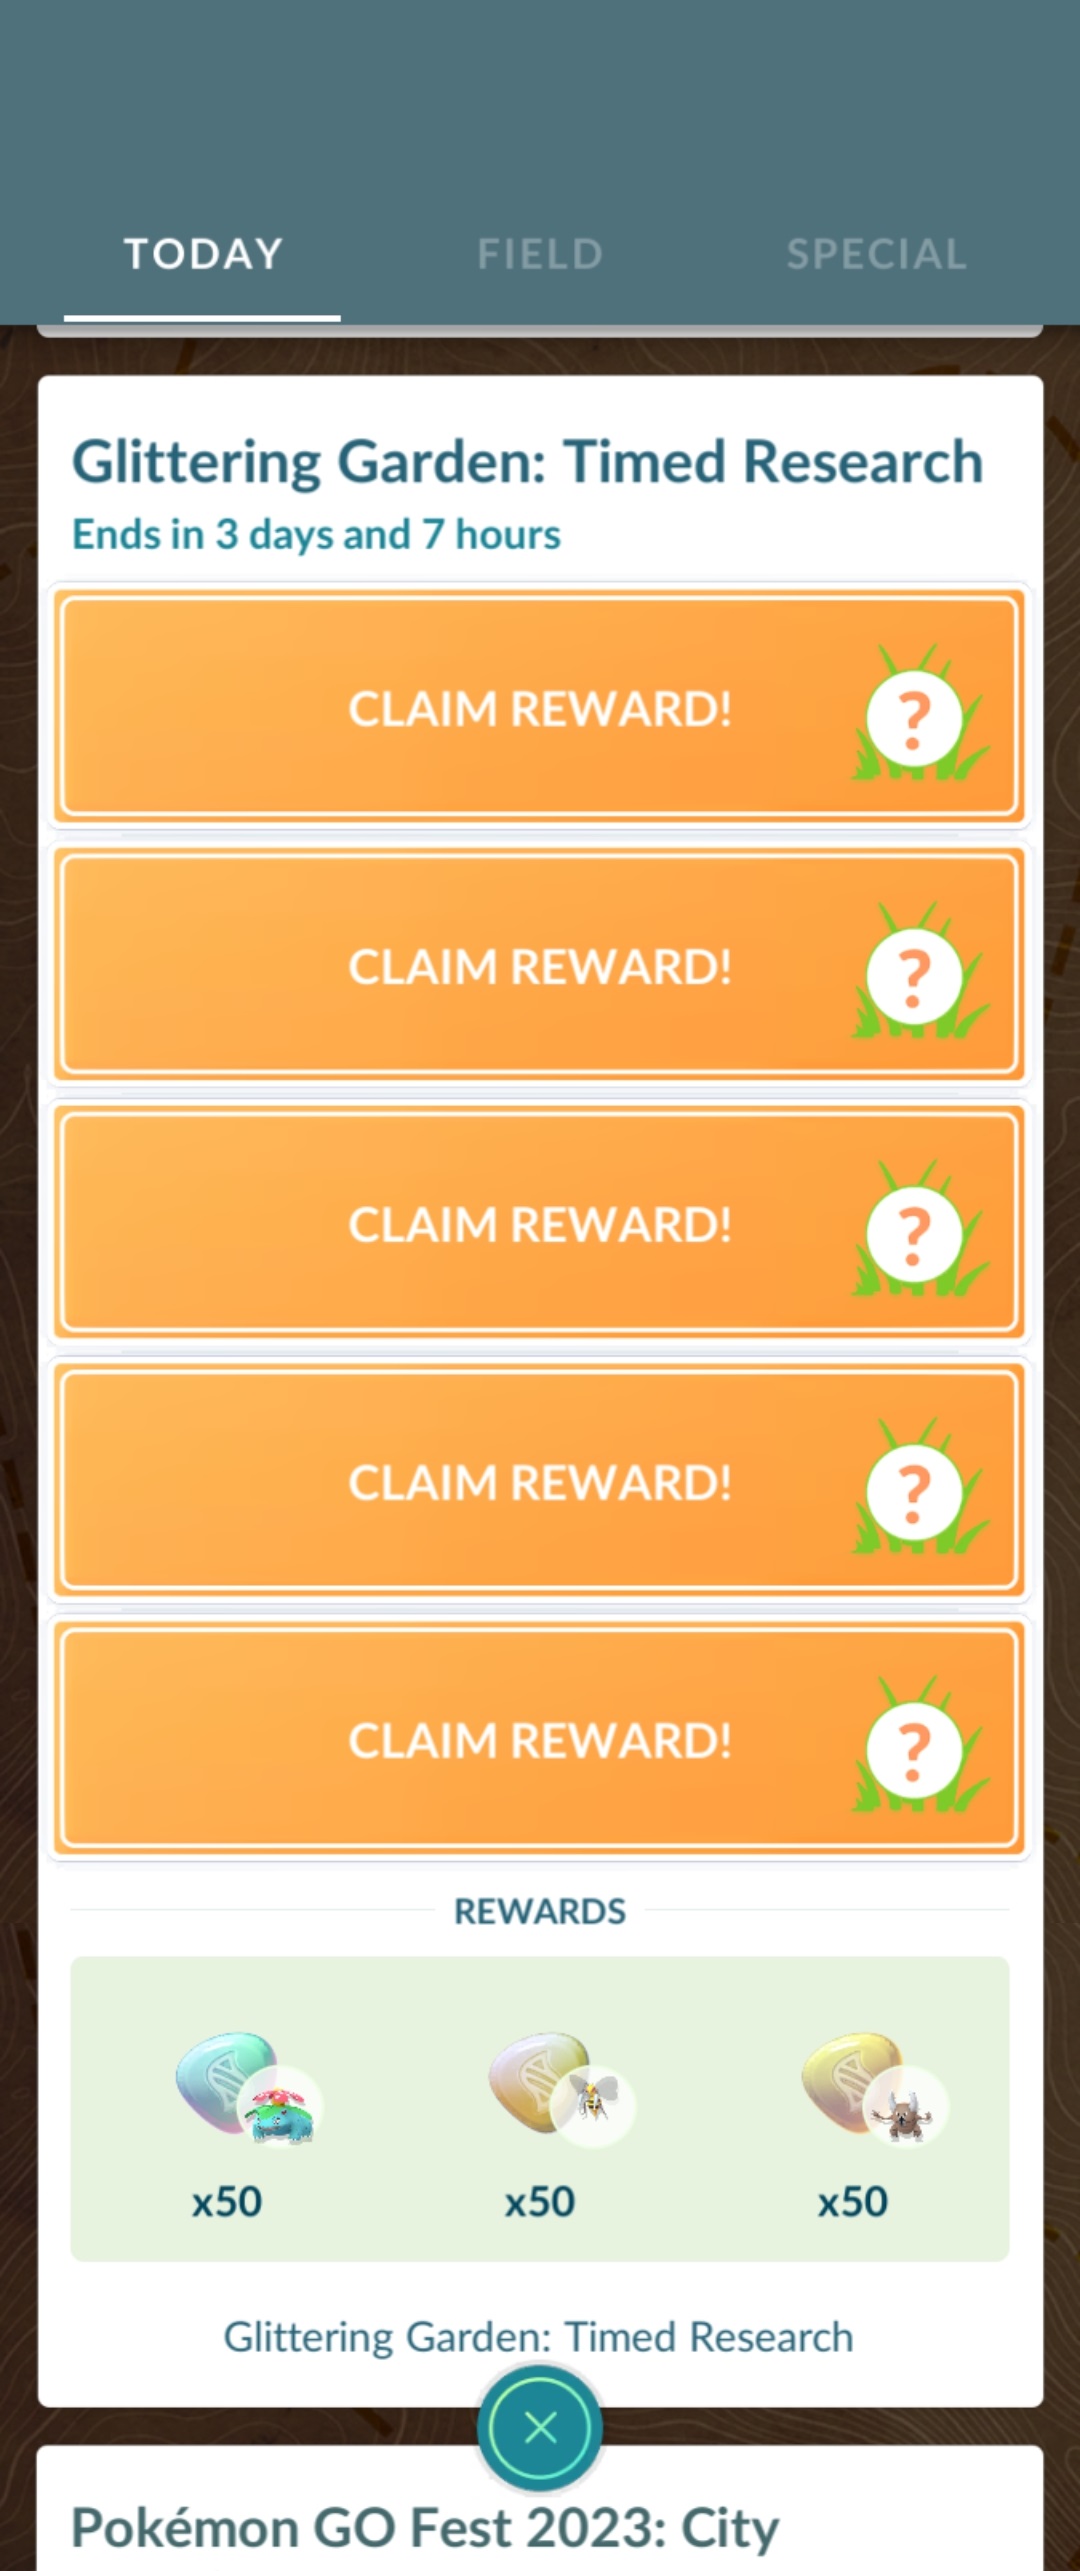 TODAY
FIELD
SPECIAL
Glittering Garden: Timed Research
Ends in 3 days and 7 hours
CLAIM REWARD!
?
CLAIM REWARD!
?
CLAIM REWARD!
?
CLAIM REWARD!
?
CLAIM REWARD!
?
REWARDS
x50
x50
x50
Glittering Garden: Timed Research
Pokémon GO Fest 2023: City